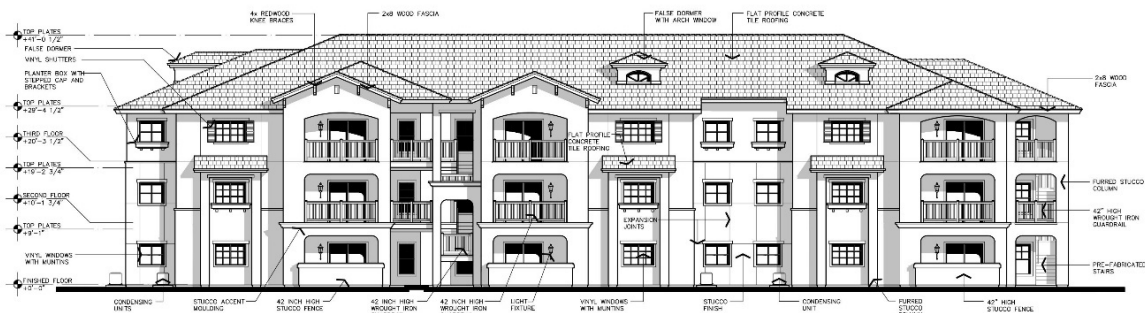 4x REDWOOD
KNEE BRACES
2x8 WOOD FASCIA
FALSE DORMER
WITH ARCH WINDOW
FLAT PROFILE CONCRETE
TILE ROOFING
TOP PLATES
+41'-0 1/2"
FALSE DORMER
VINYL SHUTTERS
PLANTER BOX WITH
STEPPED CAP AND
BRACKETS
2x8 WOOD
FASCIA
TOP PLATES
+29'-4 1/2"
THIRD FLOOR
+20'-3 1/2"
FLAT PROFILE
CONCRETE
TILE ROOFING
TOP PLATES
+19'-2 3/4"
FURRED STUCCO
COLUMN
SECOND FLOOR
+10'-1 3/4"
42" HIGH
WROUGHT IRON
GUARDRAIL
EXPANSION
JOINTS
TOP PLATES
+9'-1"
VINYL WINDOWS
WITH MUNTINS
PRE-FABRICATED
STAIRS
FINISHED FLOOR
±0'-0"
CONDENSING
UNITS
STUCCO ACCENT
MOULDING
42 INCH HIGH
STUCCO FENCE
42 INCH HIGH
WROUGHT IRON
42 INCH HIGH
WROUGHT IRON
LIGHT
FIXTURE
VINYL WINDOWS
WITH MUNTINS
STUCCO
FINISH
CONDENSING
UNIT
FURRED
STUCCO
42" HIGH
STUCCO FENCE